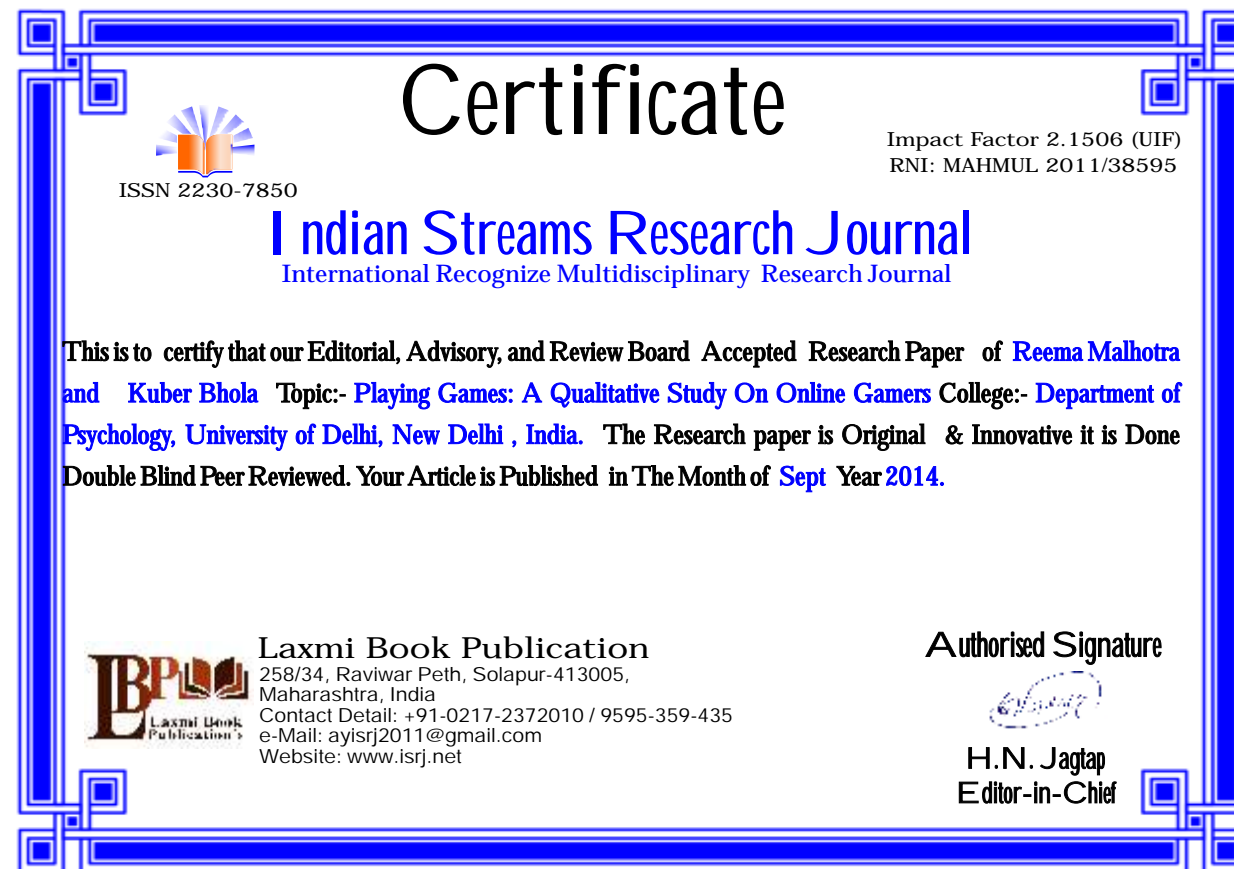 Certificate
Impact Factor 2.1506 (UIF)
RNI: MAHMUL 2011/38595
ISSN 2230-7850
Indian Streams Research Journal
International Recognize Multidisciplinary Research Journal
This is to certify that our Editorial, Advisory, and Review Board Accepted Research Paper of Reema Malhotra
and Kuber Bhola Topic:- Playing Games: A Qualitative Study On Online Gamers College:- Department of
Psychology, University of Delhi, New Delhi , India. The Research paper is Original & Innovative it is Done
Double Blind Peer Reviewed. Your Article is Published in The Month of Sept Year 2014.
LBP
Laxmi Book
Publication's
Laxmi Book Publication
258/34, Raviwar Peth, Solapur-413005,
Maharashtra, India
Contact Detail: +91-0217-2372010 / 9595-359-435
e-Mail: ayisrj2011@gmail.com
Website: www.isrj.net
Authorised Signature
H.N. Jagtap
Editor-in-Chief